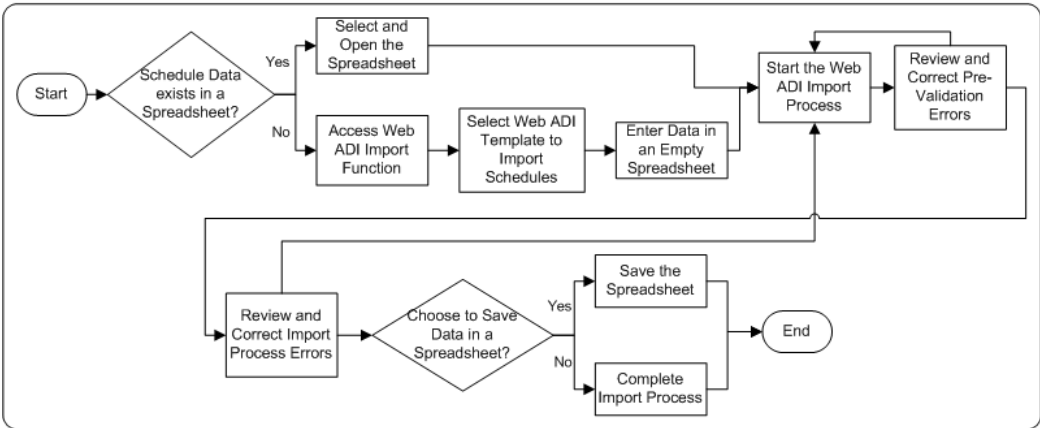 Start
Schedule Data
exists in a
Spreadsheet?
Yes
No
Select and
Open the
Spreadsheet
Access Web
ADI Import
Function
Select Web ADI
Template to
Import
Schedules
Enter Data in
an Empty
Spreadsheet
Start the Web
ADI Import
Process
Review and
Correct Pre-
Validation
Errors
Review and
Correct Import
Process Errors
Choose to Save
Data in a
Spreadsheet?
Yes
No
Save the
Spreadsheet
Complete
Import Process
End